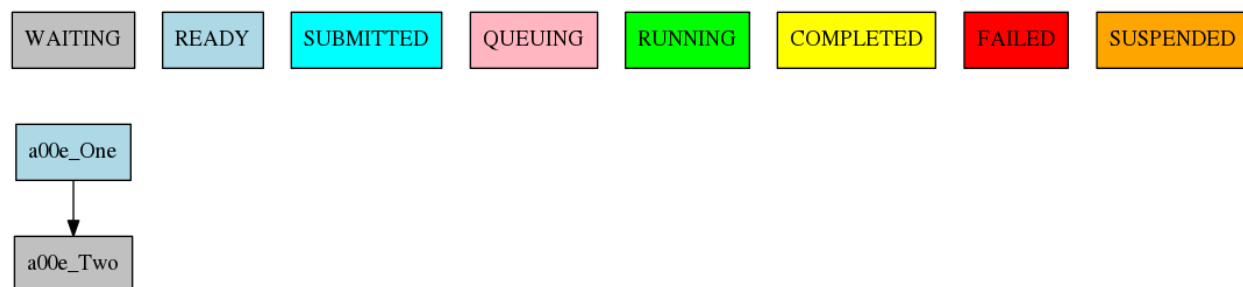 WAITING READY SUBMITTED QUEUING RUNNING COMPLETED FAILED SUSPENDED
a00e_One
a00e_Two